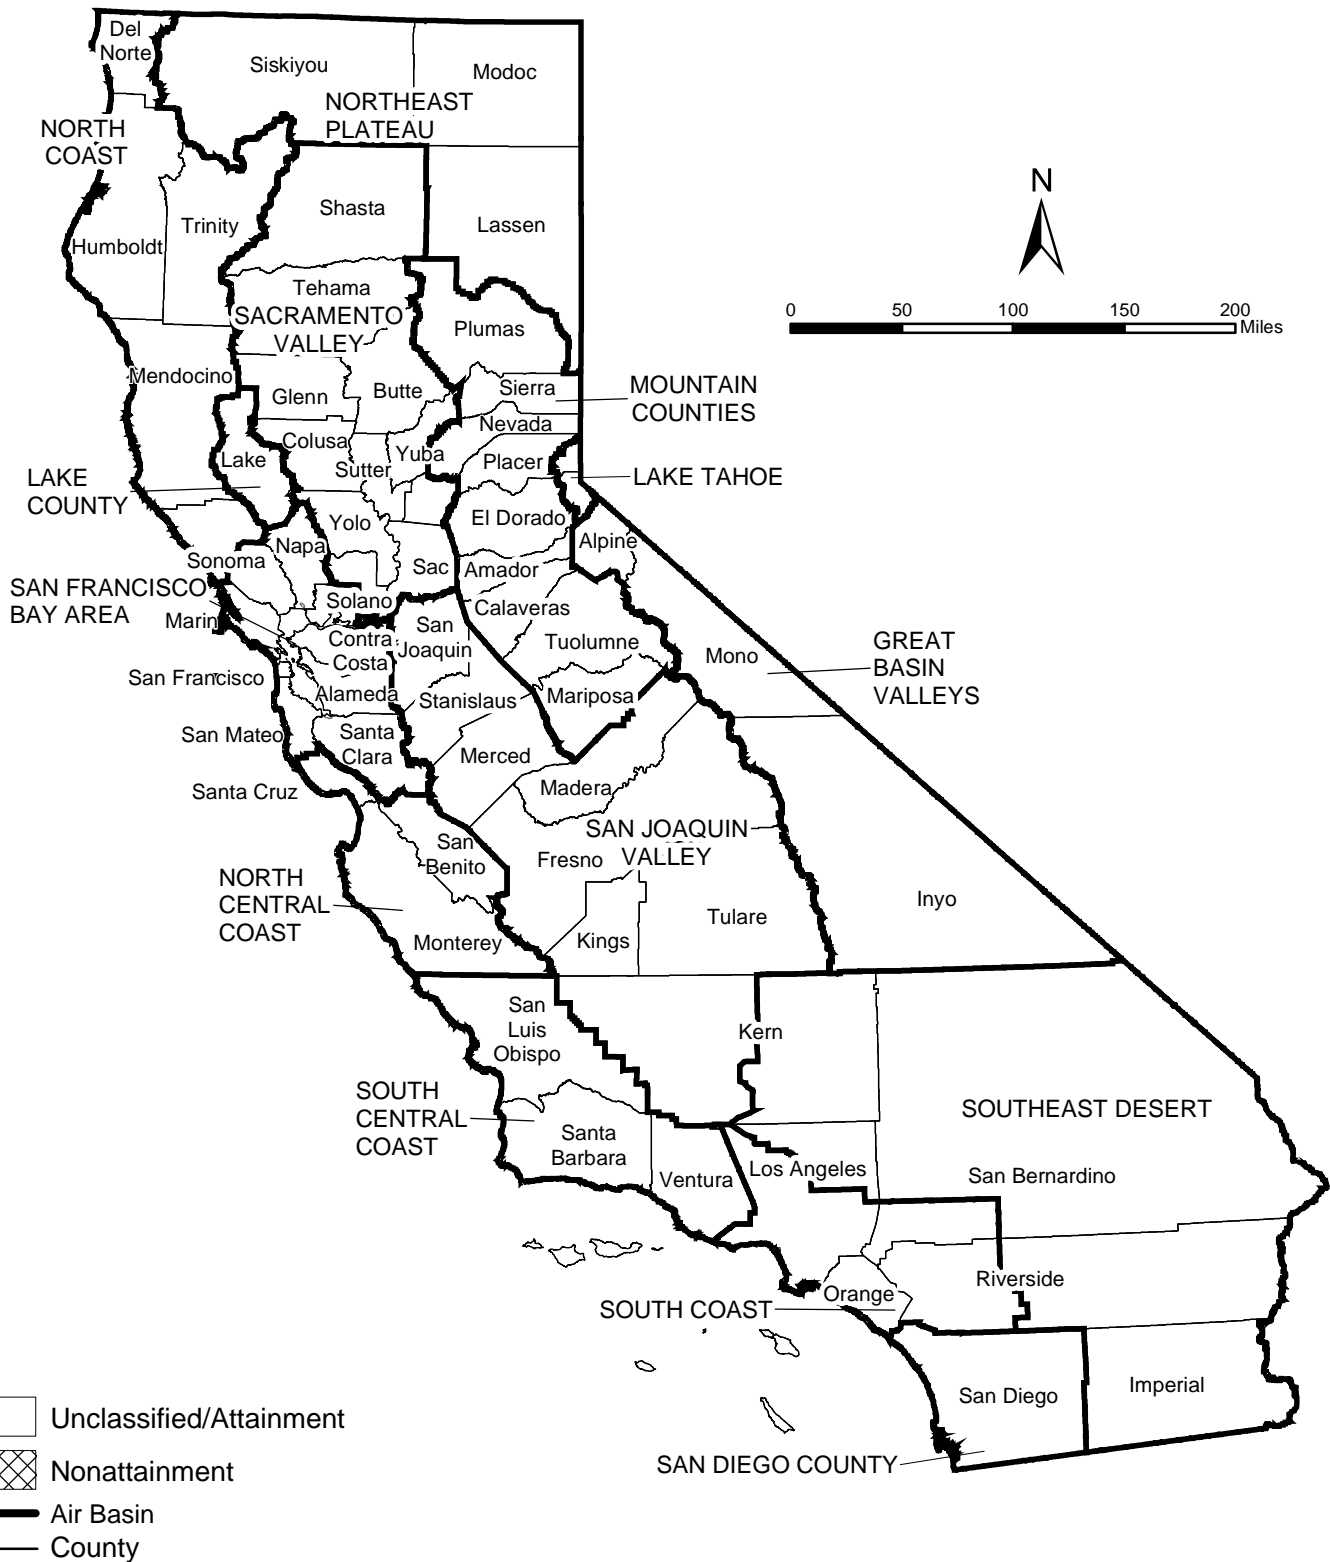 Del
Norte
Siskiyou
Modoc
NORTHEAST
PLATEAU
NORTH
COAST
N
Shasta
Trinity
Lassen
Humboldt
Tehama
SACRAMENTO
VALLEY
Plumas
0 50 100 150 200
Miles
Mendocino
Glenn
Butte
Sierra
MOUNTAIN
COUNTIES
Nevada
Colusa
Yuba
Lake
Sutter
Placer
LAKE TAHOE
LAKE
COUNTY
Yolo
El Dorado
Napa
Alpine
Sonoma
Sac
Amador
SAN FRANCISCO
BAY AREA
Solano
Calaveras
Marin
Contra
Costa
San
Joaquin
Tuolumne
Mono
GREAT
BASIN
VALLEYS
San Francisco
Alameda
Stanislaus
Mariposa
San Mateo
Santa
Clara
Merced
Santa Cruz
Madera
SAN JOAQUIN
VALLEY
San
Benito
Fresno
NORTH
CENTRAL
COAST
Inyo
Tulare
Monterey
Kings
San
Luis
Obispo
Kern
SOUTH
CENTRAL
COAST
SOUTHEAST DESERT
Santa
Barbara
Los Angeles
San Bernardino
Ventura
Riverside
Orange
SOUTH COAST
San Diego
Imperial
SAN DIEGO COUNTY
Unclassified/Attainment
Nonattainment
Air Basin
County